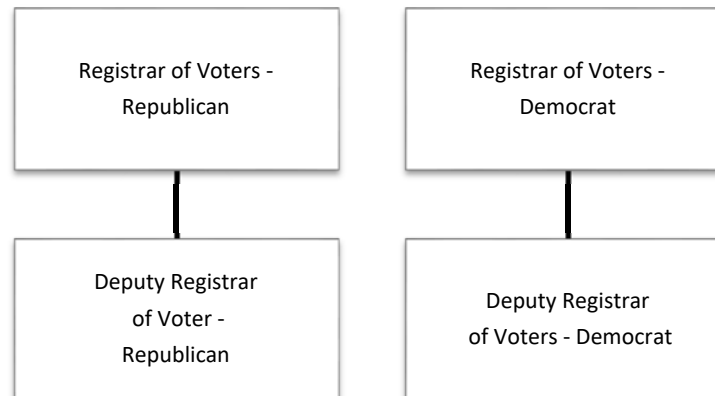 Registrar of Voters -
Republican
Registrar of Voters -
Democrat
Deputy Registrar
of Voter -
Republican
Deputy Registrar
of Voters - Democrat